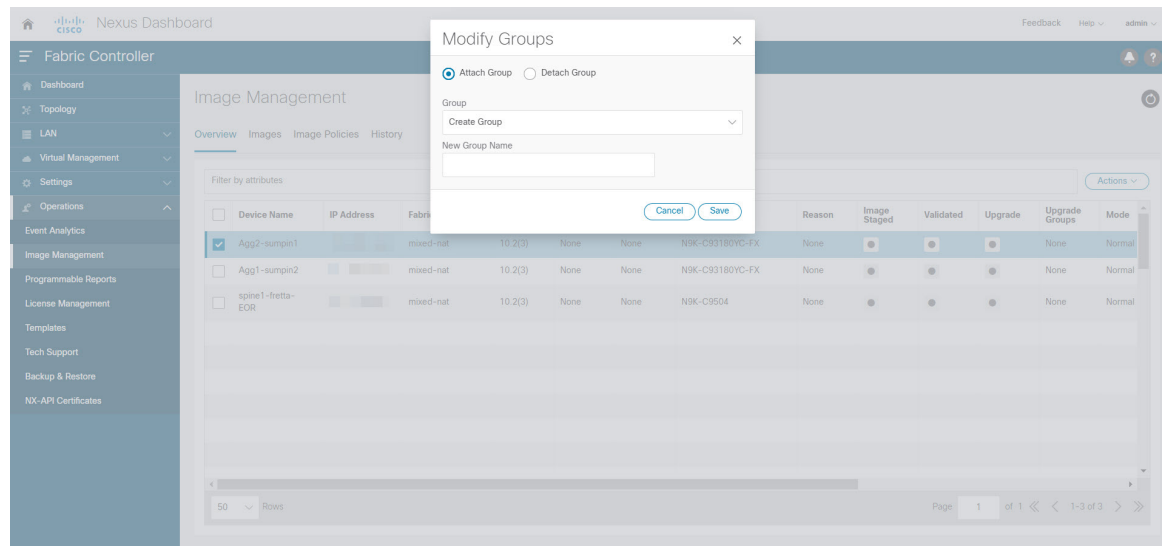 cisco Nexus Dashboard
Feedback Help admin
Fabric Controller
Dashboard
Topology
LAN
Virtual Management
Settings
Operations
Event Analytics
Image Management
Programmable Reports
License Management
Templates
Tech Support
Backup & Restore
NX-API Certificates
Modify Groups
Attach Group Detach Group
Group
Create Group
New Group Name
Cancel Save
Image Management
Overview Images Image Policies History
Filter by attributes
Actions
Device Name IP Address Fabri Reason Image Staged Validated Upgrade Upgrade Groups Mode
Agg2-sumpin1 mixed-nat 10.2(3) None None N9K-C93180YC-FX None None Normal
Agg1-sumpin2 mixed-nat 10.2(3) None None N9K-C93180YC-FX None None Normal
spine1-fretta-EOR mixed-nat 10.2(3) None None N9K-C9504 None None Normal
50 Rows
Page 1 of 1 1-3 of 3